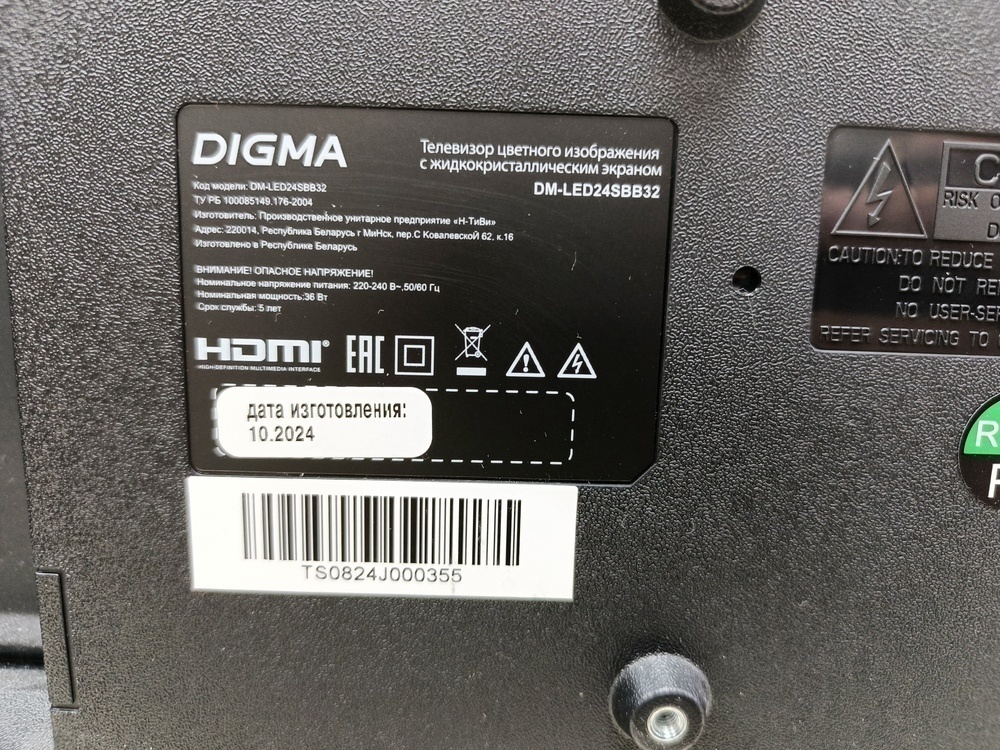 DIGMA
Телевизор цветного изображения
с жидкокристаллическим экраном
DM-LED24SBB32
Код модели: DM-LED24SBB32
ТУ РБ 100085149.176-2004
Изготовитель: Производственное унитарное предприятие «Н-ТиВи»
Адрес: 220014, Республика Беларусь г МиНск, пер.С Ковалевской 62, к.16
Изготовлено в Республике Беларусь
ВНИМАНИЕ! ОПАСНОЕ НАПРЯЖЕНИЕ!
Номинальное напряжение питания: 220-240 В~,50/60 Гц
Номинальная мощность:36 Вт
Срок службы: 5 лет
HDMI®
HIGH-DEFINITION MULTIMEDIA INTERFACE
EAC
дата изготовления:
10.2024
TS0824J000355
C
RISK O
DO
CAUTION:TO REDUCE
DO NOT RE
NO USER-SE
REFER SERVICING TO
R